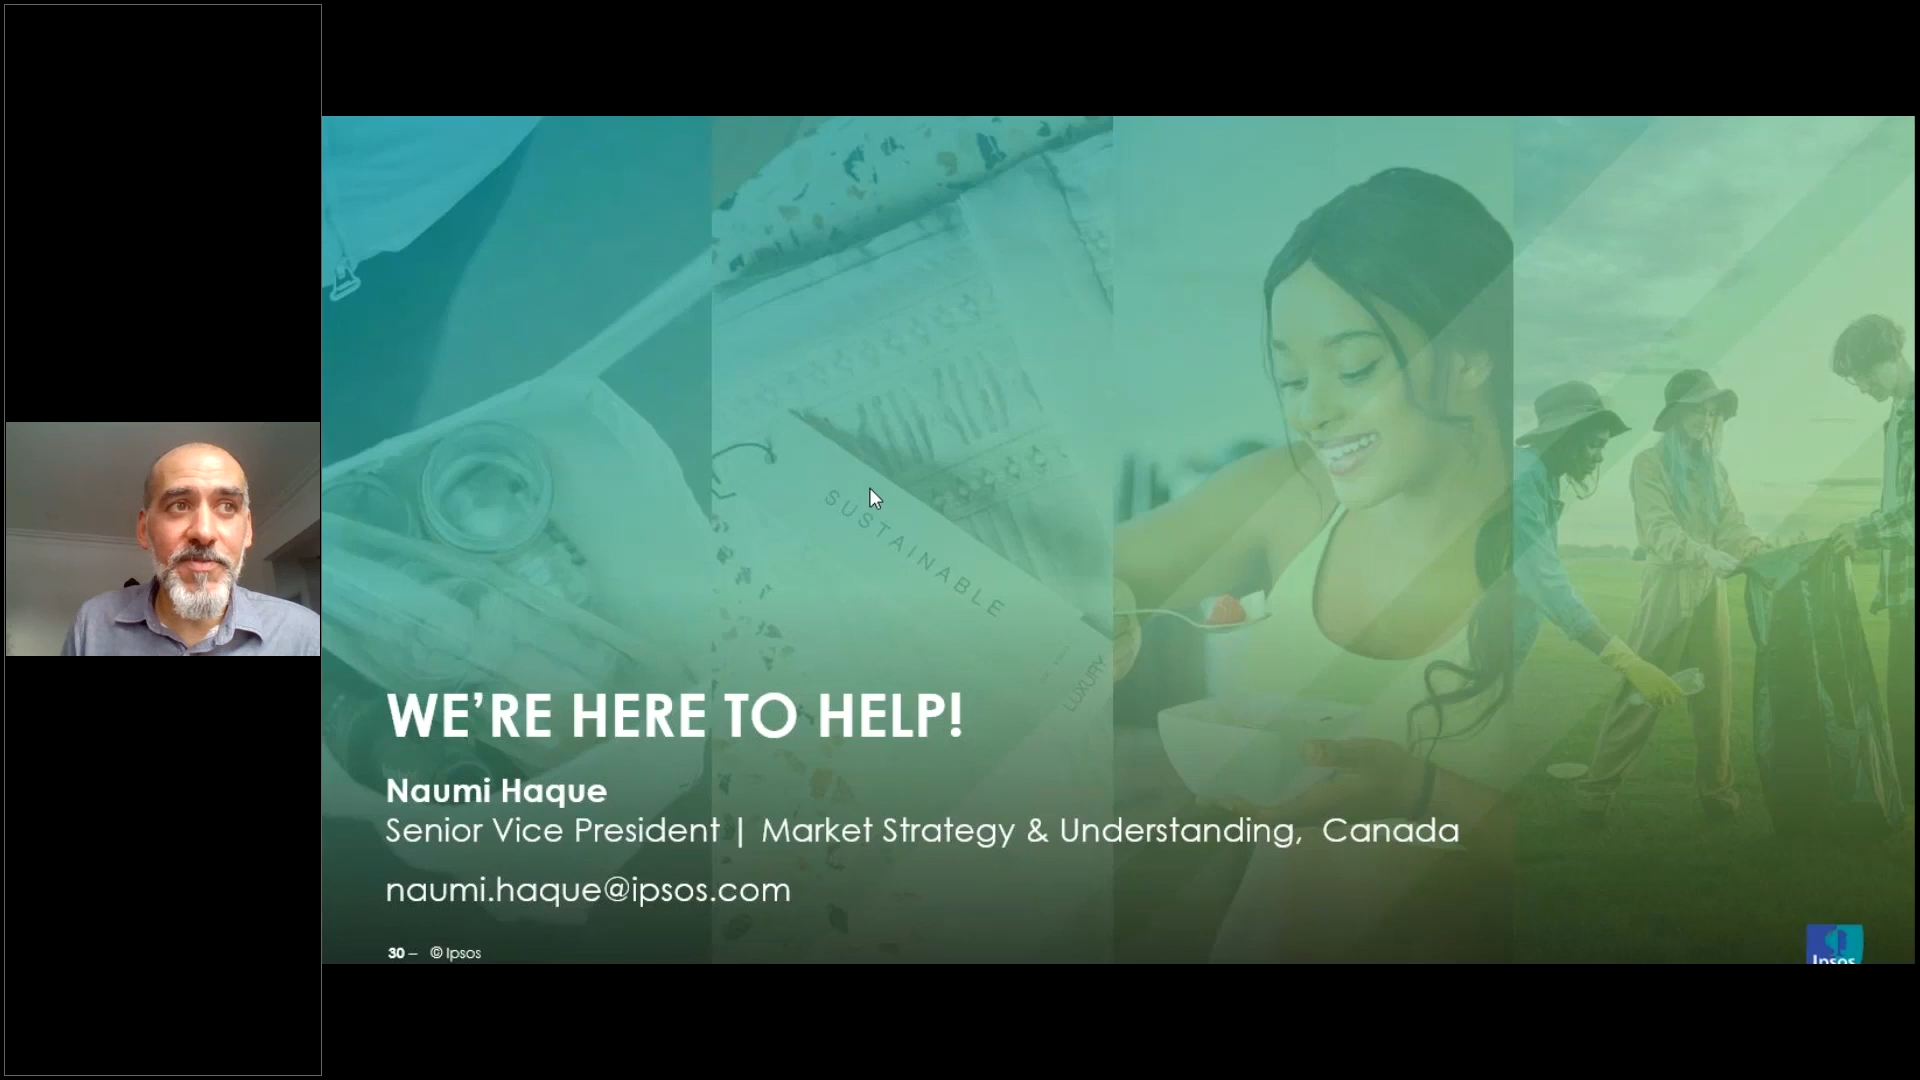 SUSTAINABLE
LUXURY
WE’RE HERE TO HELP!
Naumi Haque
Senior Vice President | Market Strategy & Understanding, Canada
naumi.haque@ipsos.com
30 – © Ipsos
Ipsos